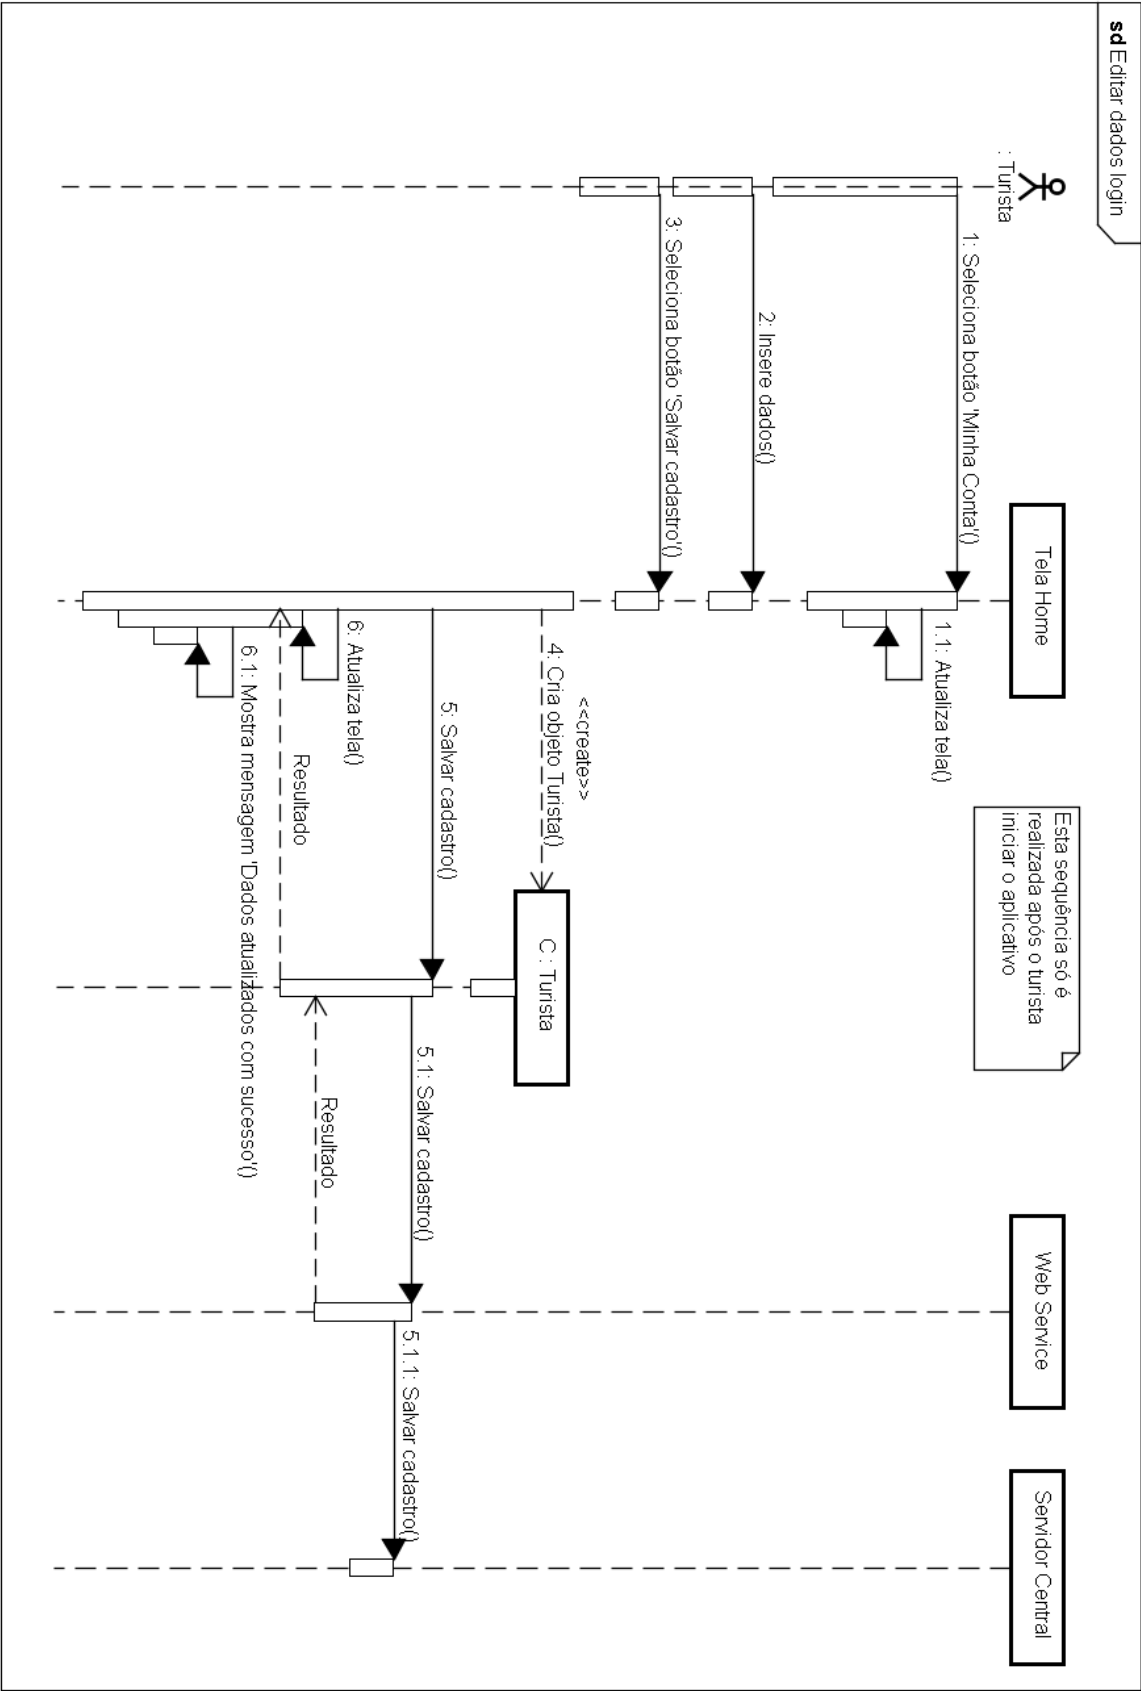 sd Editar dados login
: Turista
Tela Home
Esta sequência só é
realizada após o turista
iniciar o aplicativo
Web Service
Servidor Central
1: Seleciona botão 'Minha Conta'()
1.1: Atualiza tela()
2: Insere dados()
3: Seleciona botão 'Salvar cadastro'()
<<create>>
4: Cria objeto Turista()
C : Turista
5: Salvar cadastro()
5.1: Salvar cadastro()
5.1.1: Salvar cadastro()
Resultado
Resultado
6: Atualiza tela()
6.1: Mostra mensagem 'Dados atualizados com sucesso'()